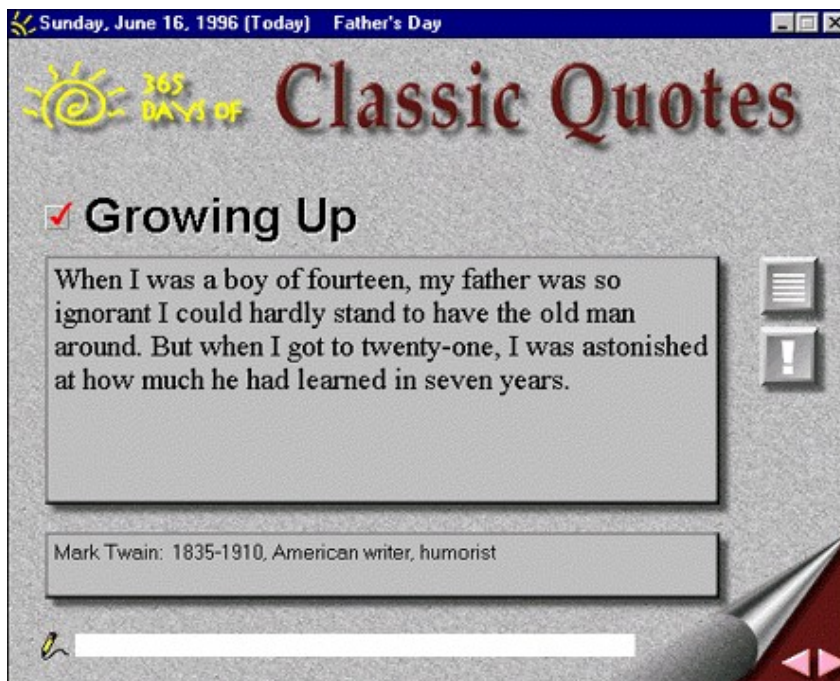 Sunday, June 16, 1996 (Today) Father's Day
365
DAYS OF
Classic Quotes
Growing Up
When I was a boy of fourteen, my father was so
ignorant I could hardly stand to have the old man
around. But when I got to twenty-one, I was astonished
at how much he had learned in seven years.
!
Mark Twain: 1835-1910, American writer, humorist